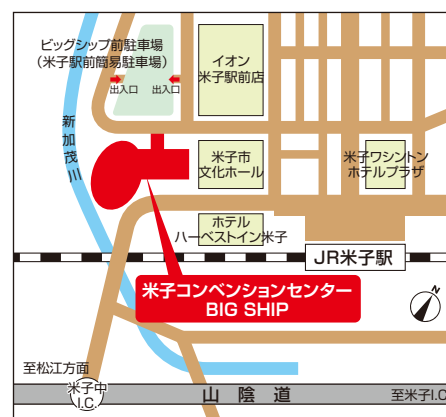 ビッグシップ前駐車場
（米子駅前簡易駐車場）
出入口
出入口
イオン
米子駅前店
新加茂川
米子市
文化ホール
米子ワシントン
ホテルプラザ
ホテル
ハーベストイン米子
JR米子駅
米子コンベンションセンター
BIG SHIP
N
至松江方面
米子中
I.C.
山陰道
至米子I.C